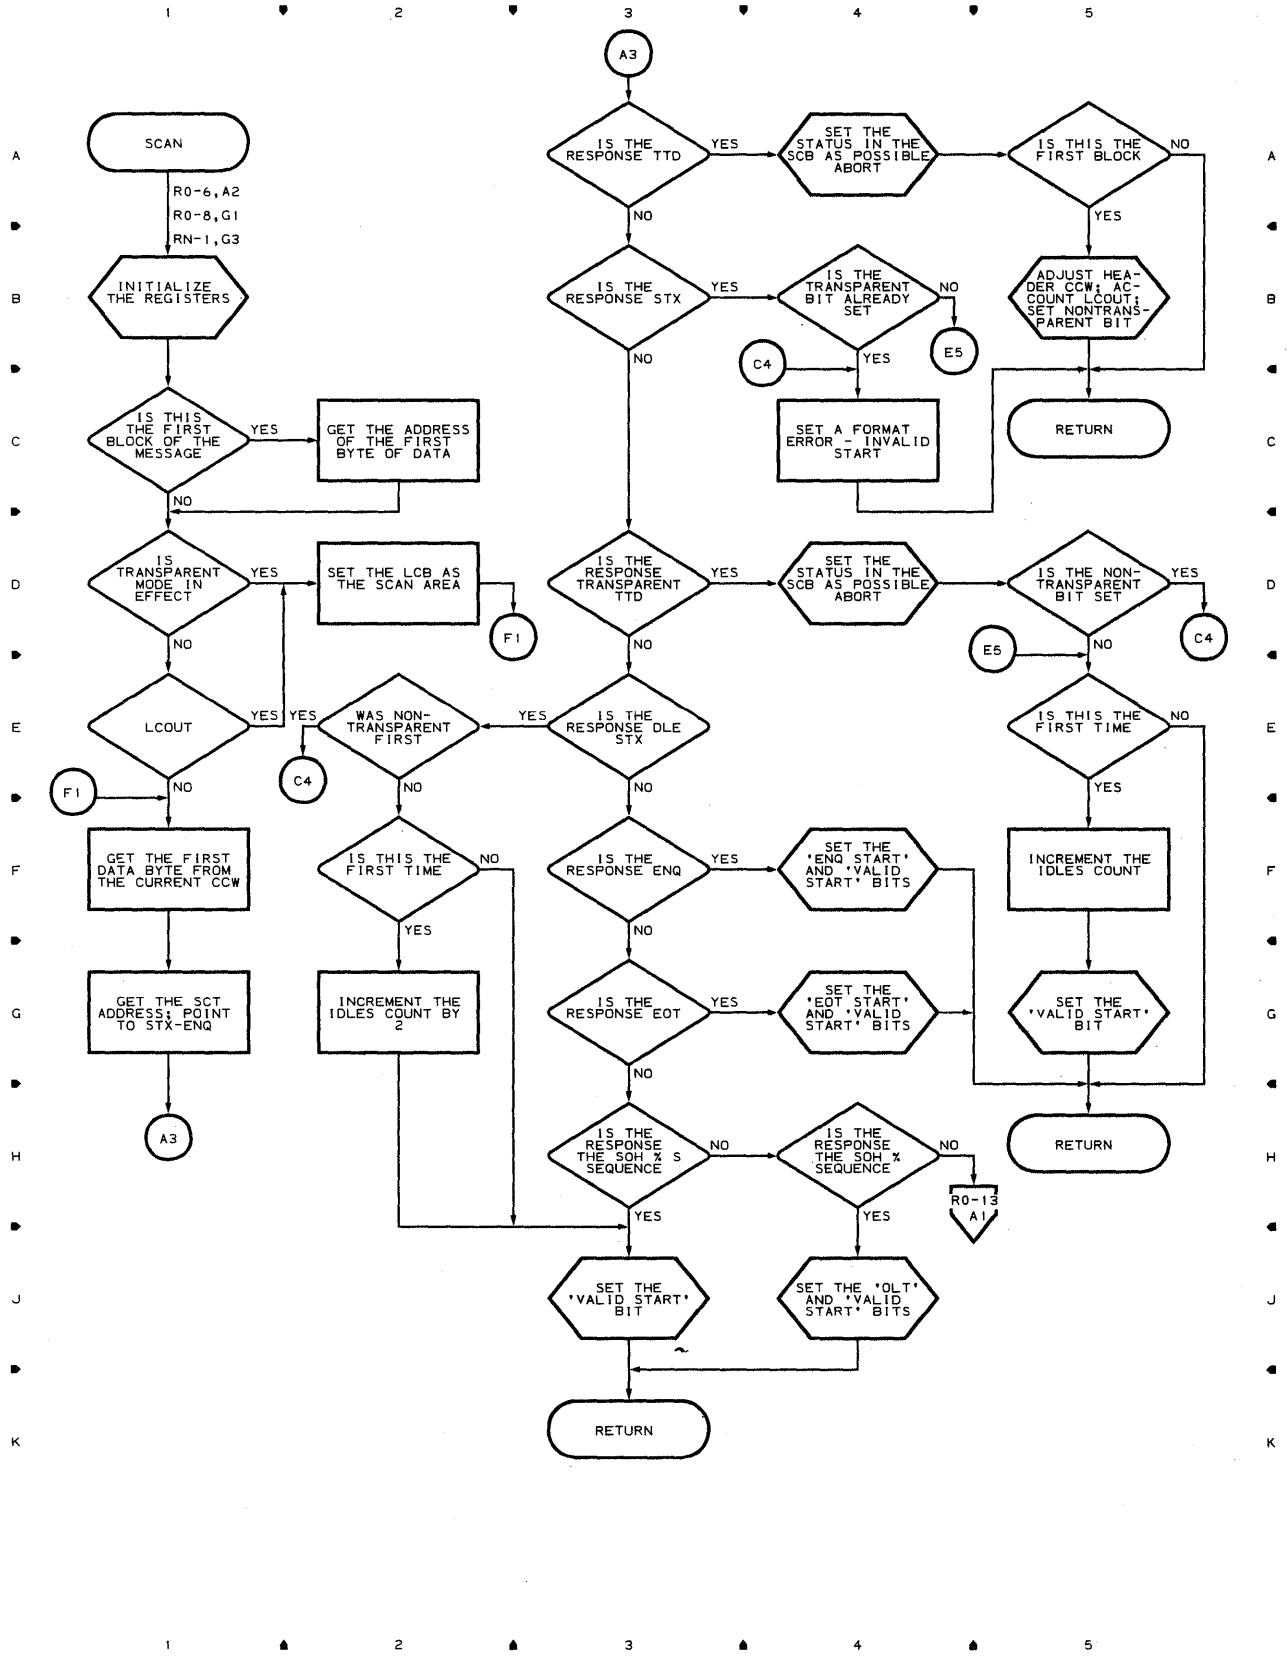 1 2 3 4 5
A3
A
SCAN
R0-6,A2
R0-8,G1
RN-1,G3
IS THE
RESPONSE TTD
YES
NO
SET THE
STATUS IN THE
SCB AS POSSIBLE
ABORT
IS THIS THE
FIRST BLOCK
NO
YES
A
B
INITIALIZE
THE REGISTERS
IS THE
RESPONSE STX
YES
NO
IS THE
TRANSPARENT
BIT ALREADY
SET
NO
E5
YES
C4
ADJUST HEA-
DER CCW; AC-
COUNT LCOUT;
SET NONTRANS-
PARENT BIT
B
C
IS THIS
THE FIRST
BLOCK OF THE
MESSAGE
YES
NO
GET THE ADDRESS
OF THE FIRST
BYTE OF DATA
SET A FORMAT
ERROR - INVALID
START
RETURN
C
D
IS
TRANSPARENT
MODE IN
EFFECT
YES
NO
SET THE LCB AS
THE SCAN AREA
F1
IS THE
RESPONSE
TRANSPARENT
TTD
YES
NO
SET THE
STATUS IN THE
SCB AS POSSIBLE
ABORT
IS THE NON-
TRANSPARENT
BIT SET
YES
C4
NO
E5
D
E
LCOUT
YES
NO
F1
WAS NON-
TRANSPARENT
FIRST
YES
C4
NO
IS THE
RESPONSE DLE
STX
YES
NO
IS THIS THE
FIRST TIME
NO
YES
E
F
GET THE FIRST
DATA BYTE FROM
THE CURRENT CCW
IS THIS THE
FIRST TIME
NO
YES
IS THE
RESPONSE ENQ
YES
NO
SET THE
'ENQ START'
AND 'VALID
START' BITS
INCREMENT THE
IDLES COUNT
F
G
GET THE SCT
ADDRESS; POINT
TO STX-ENQ
INCREMENT THE
IDLES COUNT BY
2
IS THE
RESPONSE EOT
YES
NO
SET THE
'EOT START'
AND 'VALID
START' BITS
SET THE
'VALID START'
BIT
G
H
A3
IS THE
RESPONSE
THE SOH % S
SEQUENCE
NO
YES
IS THE
RESPONSE
THE SOH %
SEQUENCE
NO
YES
R0-13
A1
RETURN
H
J
SET THE
'VALID START'
BIT
SET THE 'OLT'
AND 'VALID
START' BITS
J
K
RETURN
K
1 2 3 4 5